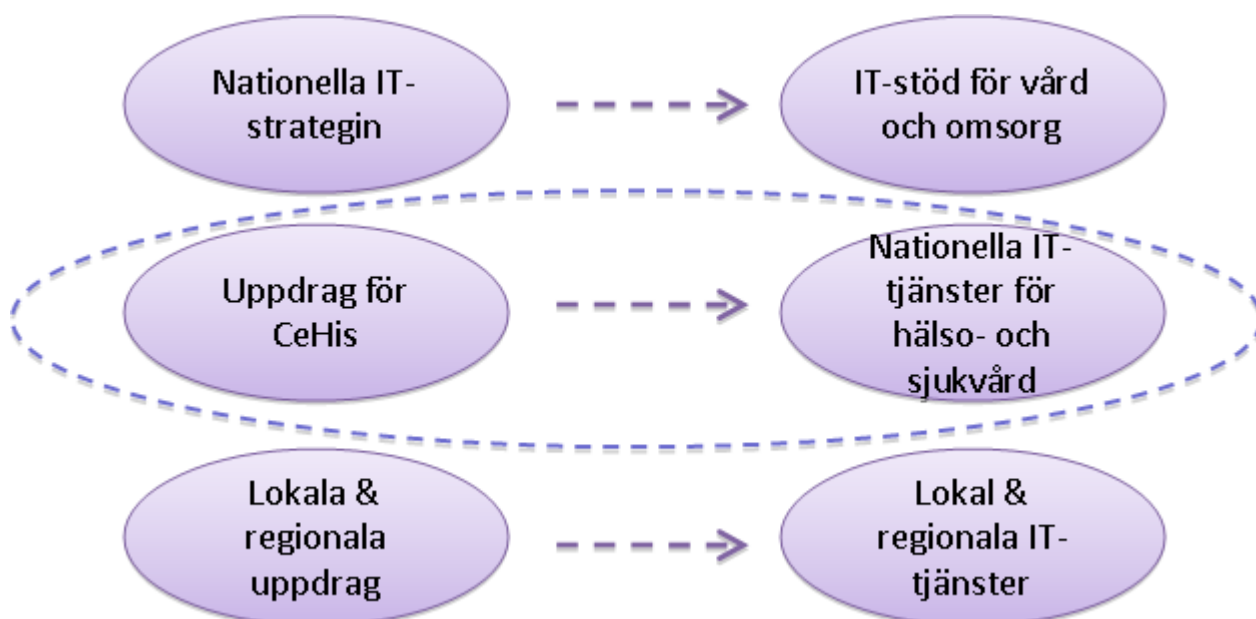 Nationella IT-
strategin
IT-stöd för vård
och omsorg
Uppdrag för
CeHis
Nationella IT-
tjänster för
hälso- och
sjukvård
Lokala &
regionala
uppdrag
Lokal &
regionala IT-
tjänster